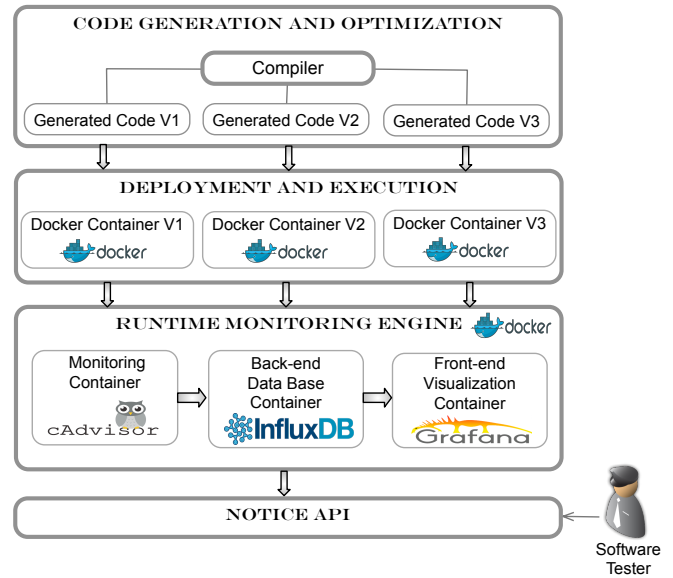 CODE GENERATION AND OPTIMIZATION
Compiler
Generated Code V1
Generated Code V2
Generated Code V3
DEPLOYMENT AND EXECUTION
Docker Container V1
docker
Docker Container V2
docker
Docker Container V3
docker
RUNTIME MONITORING ENGINE
docker
Monitoring
Container
cAdvisor
Back-end
Data Base
Container
InfluxDB
Front-end
Visualization
Container
Grafana
NOTICE API
Software
Tester